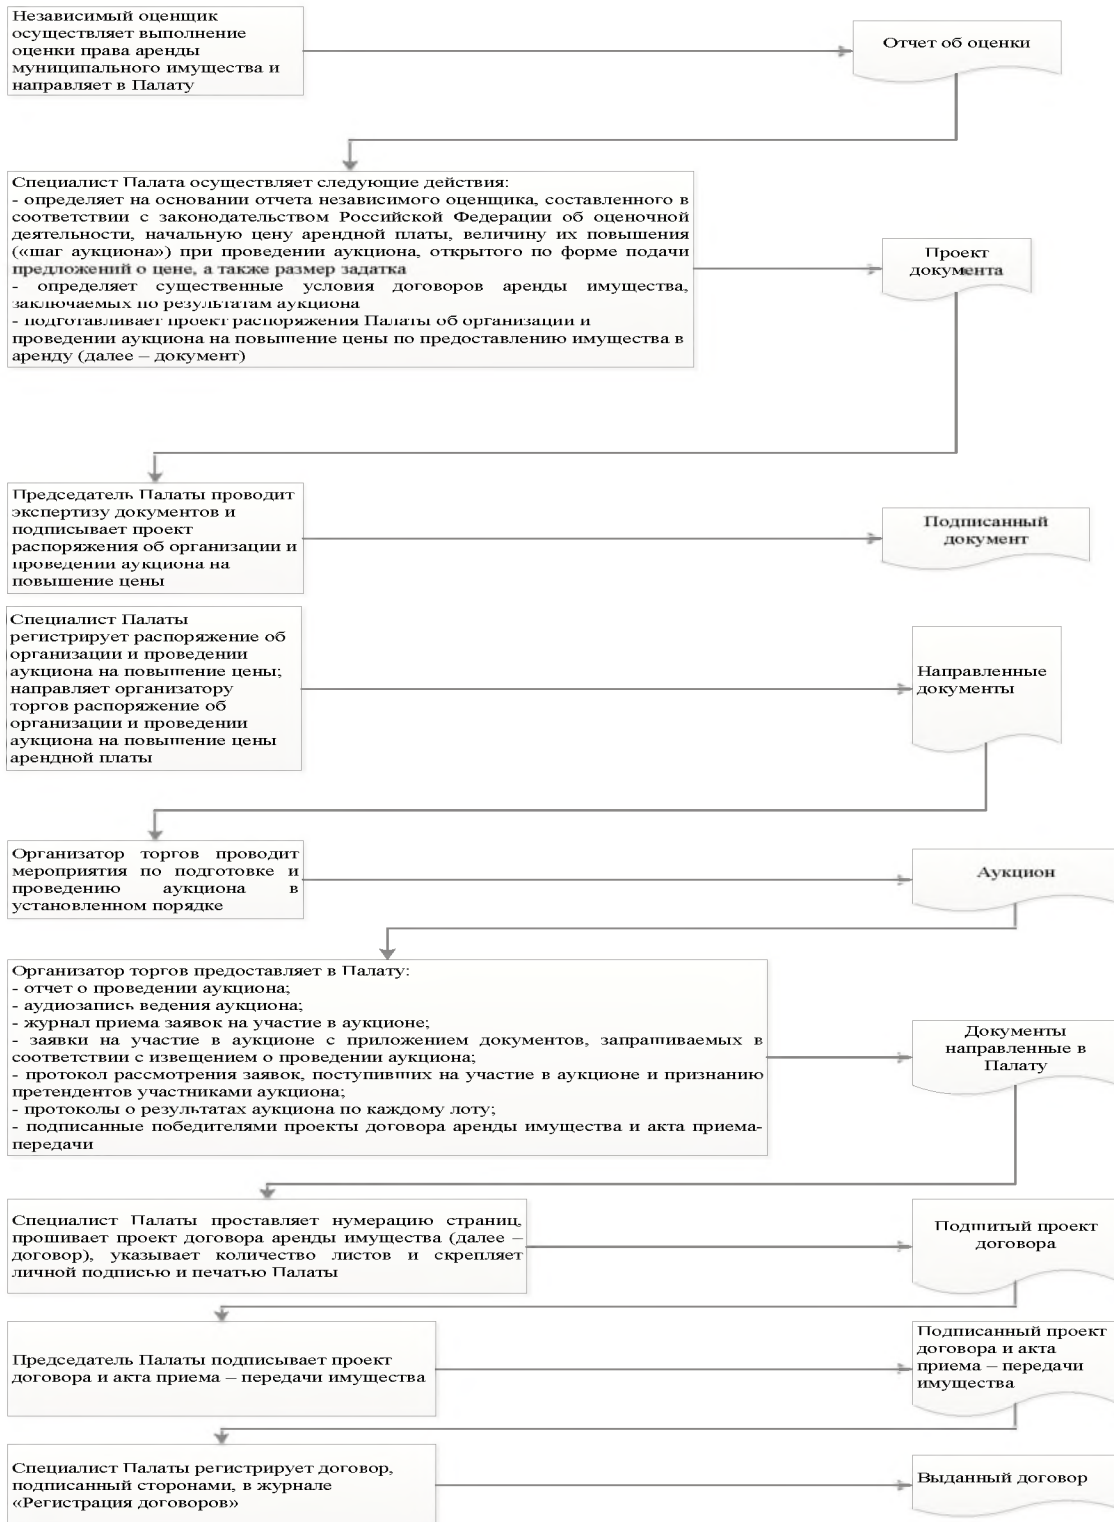 Независимый оценщик
осуществляет выполнение
оценки права аренды
муниципального имущества и
направляет в Палату
Отчет об оценки
Специалист Палата осуществляет следующие действия:
- определяет на основании отчета независимого оценщика, составленного в
соответствии с законодательством Российской Федерации об оценочной
деятельности, начальную цену арендной платы, величину их повышения
(«шаг аукциона») при проведении аукциона, открытого по форме подачи
предложений о цене, а также размер задатка
- определяет существенные условия договоров аренды имущества,
заключаемых по результатам аукциона
- подготавливает проект распоряжения Палаты об организации и
проведении аукциона на повышение цены по предоставлению имущества в
аренду (далее – документ)
Проект
документа
Председатель Палаты проводит
экспертизу документов и
подписывает проект
распоряжения об организации и
проведении аукциона на
повышение цены
Подписанный
документ
Специалист Палаты
регистрирует распоряжение об
организации и проведении
аукциона на повышение цены;
направляет организатору
торгов распоряжение об
организации и проведении
аукциона на повышение цены
арендной платы
Направленные
документы
Организатор торгов проводит
мероприятия по подготовке и
проведению аукциона в
установленном порядке
Аукцион
Организатор торгов предоставляет в Палату:
- отчет о проведении аукциона;
- аудиозапись ведения аукциона;
- журнал приема заявок на участие в аукционе;
- заявки на участие в аукционе с приложением документов, запрашиваемых в
соответствии с извещением о проведении аукциона;
- протокол рассмотрения заявок, поступивших на участие в аукционе и признанию
претендентов участниками аукциона;
- протоколы о результатах аукциона по каждому лоту;
- подписанные победителями проекты договора аренды имущества и акта приема-
передачи
Документы
направленные в
Палату
Специалист Палаты проставляет нумерацию страниц,
прошивает проект договора аренды имущества (далее –
договор), указывает количество листов и скрепляет
личной подписью и печатью Палаты
Подшитый проект
договора
Председатель Палаты подписывает проект
договора и акта приема – передачи имущества
Подписанный проект
договора и акта
приема – передачи
имущества
Специалист Палаты регистрирует договор,
подписанный сторонами, в журнале
«Регистрация договоров»
Выданный договор